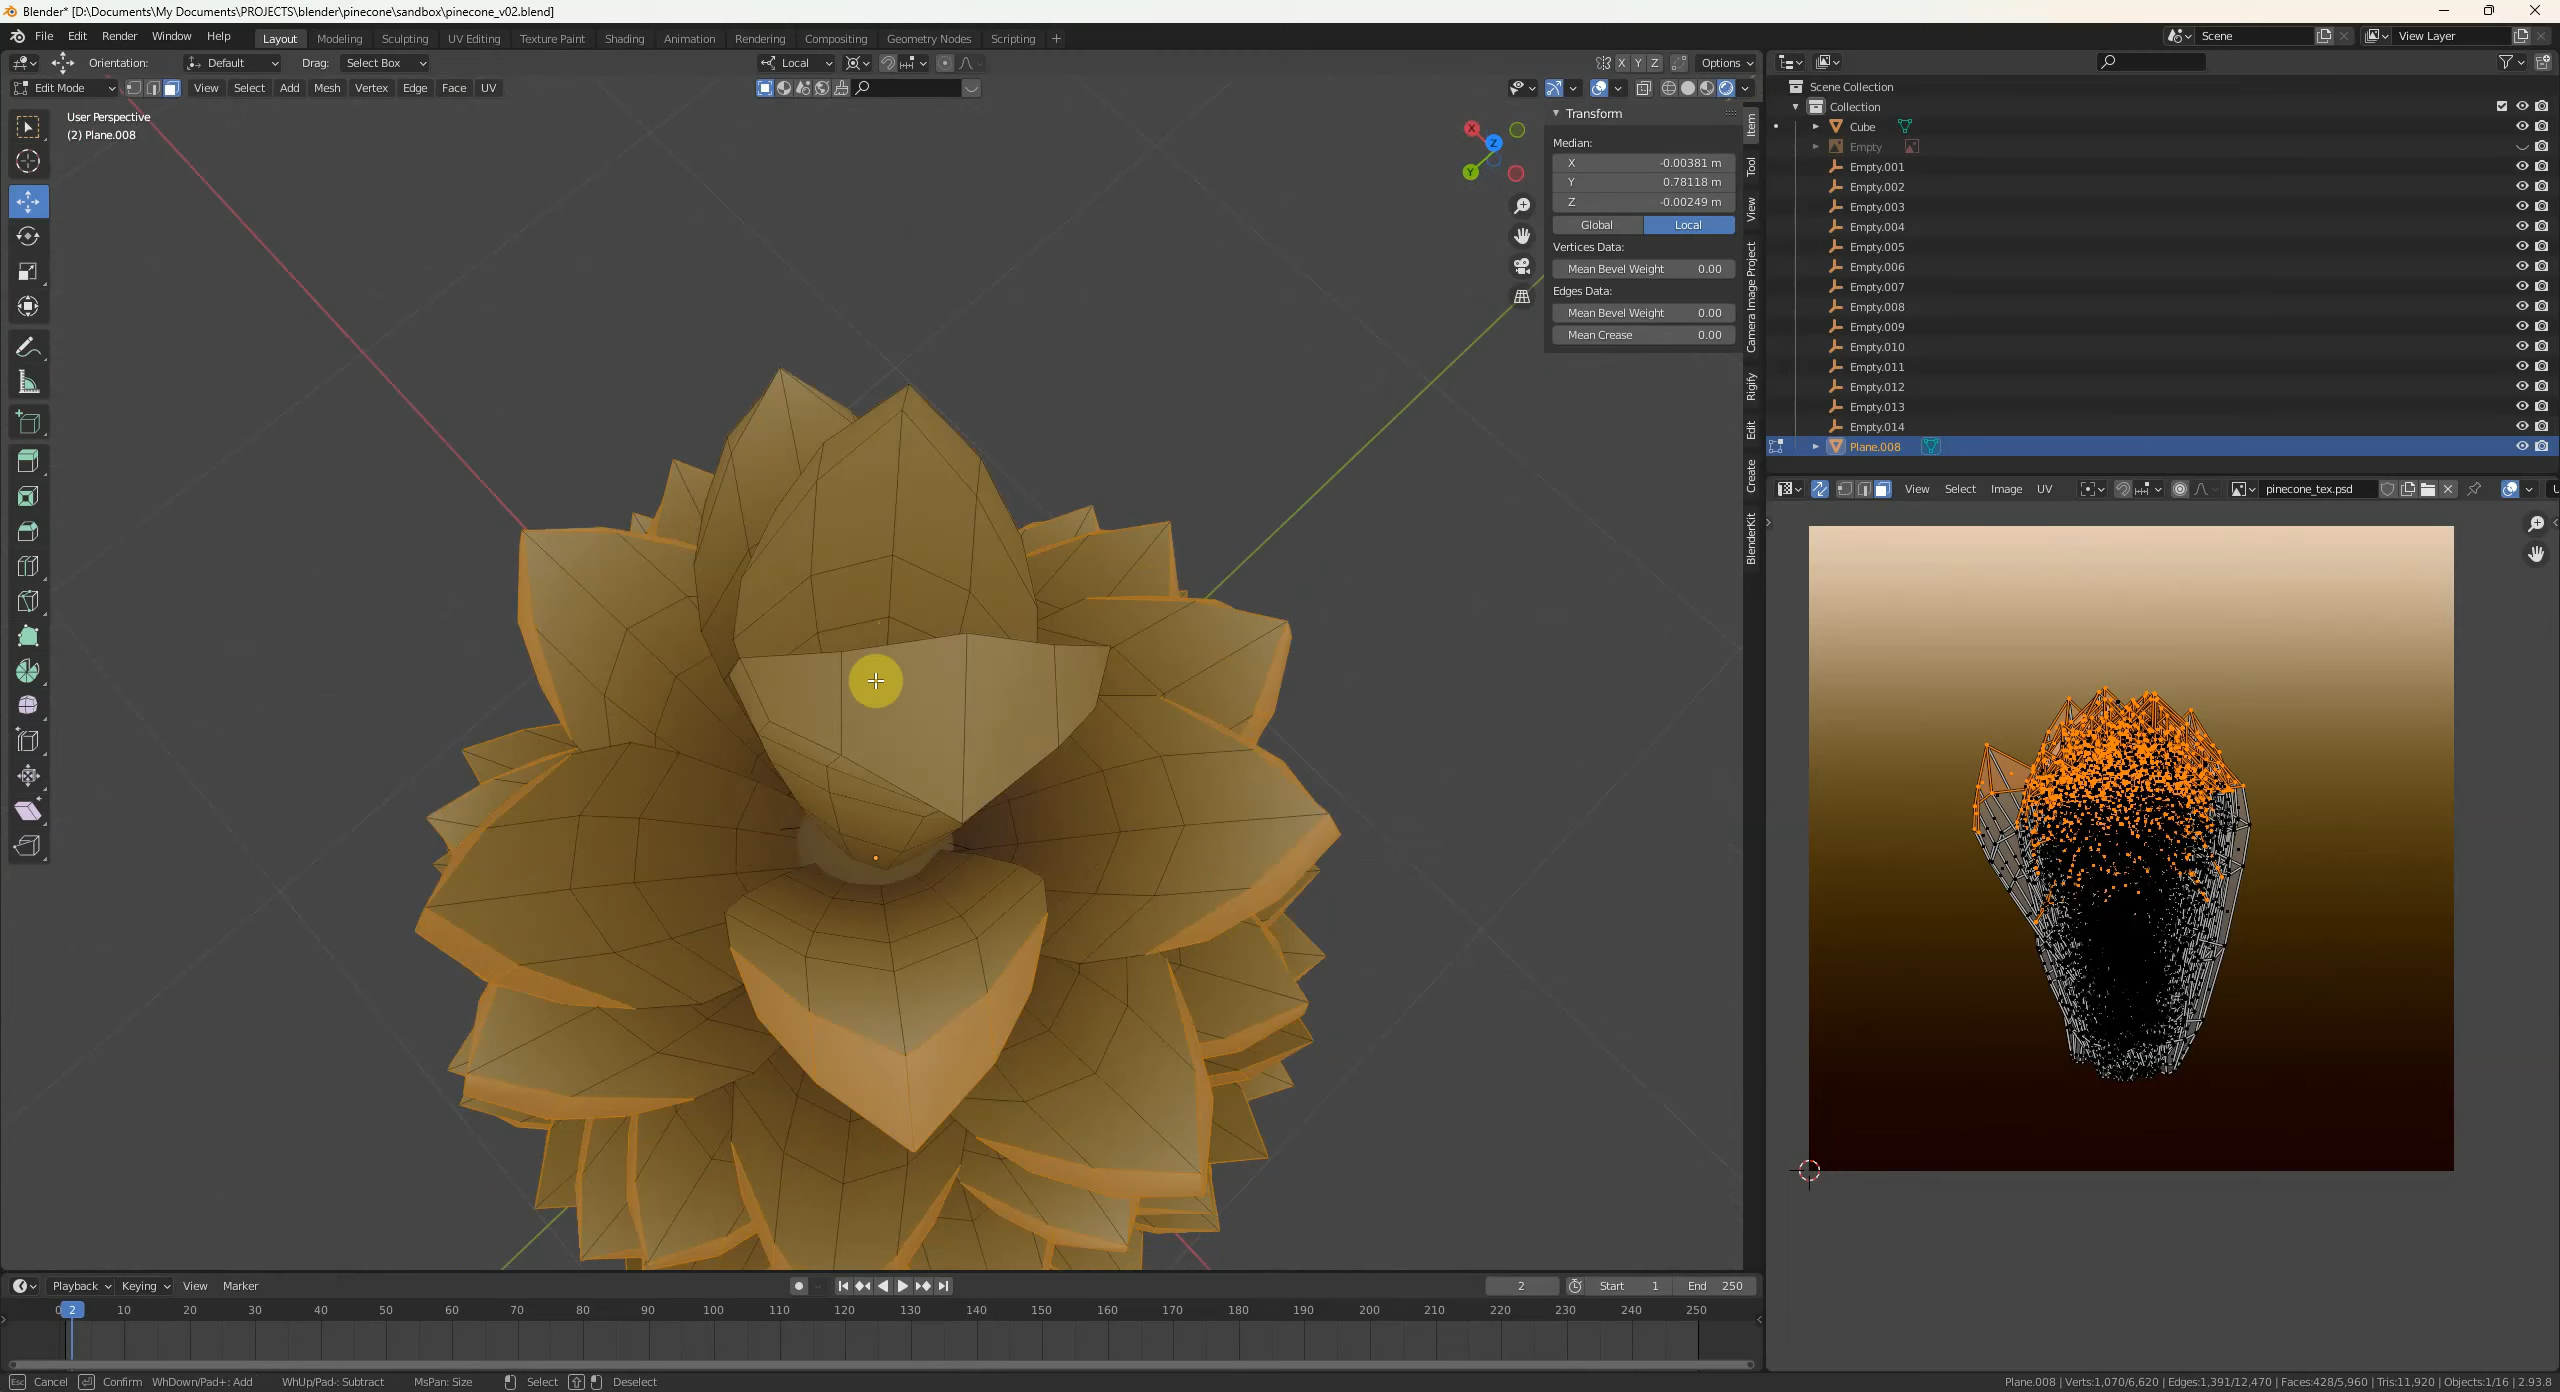 Blender* [D:\Documents\My Documents\PROJECTS\blender\pinecone\sandbox\pinecone_v02.blend]
File Edit Render Window Help Layout Modeling Sculpting UV Editing Texture Paint Shading Animation Rendering Compositing Geometry Nodes Scripting + Scene View Layer
Orientation: Default Drag: Select Box Local X Y Z Options
Edit Mode View Select Add Mesh Vertex Edge Face UV
User Perspective
(2) Plane.008
X
Z
Y
Transform
Median:
X -0.00381 m
Y 0.78118 m
Z -0.00249 m
Global Local
Vertices Data:
Mean Bevel Weight 0.00
Edges Data:
Mean Bevel Weight 0.00
Mean Crease 0.00
Item
Tool
View
Camera Image Project
Rigify
Edit
Create
BlenderKit
Scene Collection
Collection
Cube
Empty
Empty.001
Empty.002
Empty.003
Empty.004
Empty.005
Empty.006
Empty.007
Empty.008
Empty.009
Empty.010
Empty.011
Empty.012
Empty.013
Empty.014
Plane.008
View Select Image UV pinecone_tex.psd
Playback Keying View Marker 2 Start 1 End 250
0 2 10 20 30 40 50 60 70 80 90 100 110 120 130 140 150 160 170 180 190 200 210 220 230 240 250
Esc Cancel Confirm WhDown/Pad+: Add WhUp/Pad-: Subtract MsPan: Size Select Deselect
Plane.008 | Verts:1,070/6,620 | Edges:1,391/12,470 | Faces:428/5,960 | Tris:11,920 | Objects:1/16 | 2.93.8